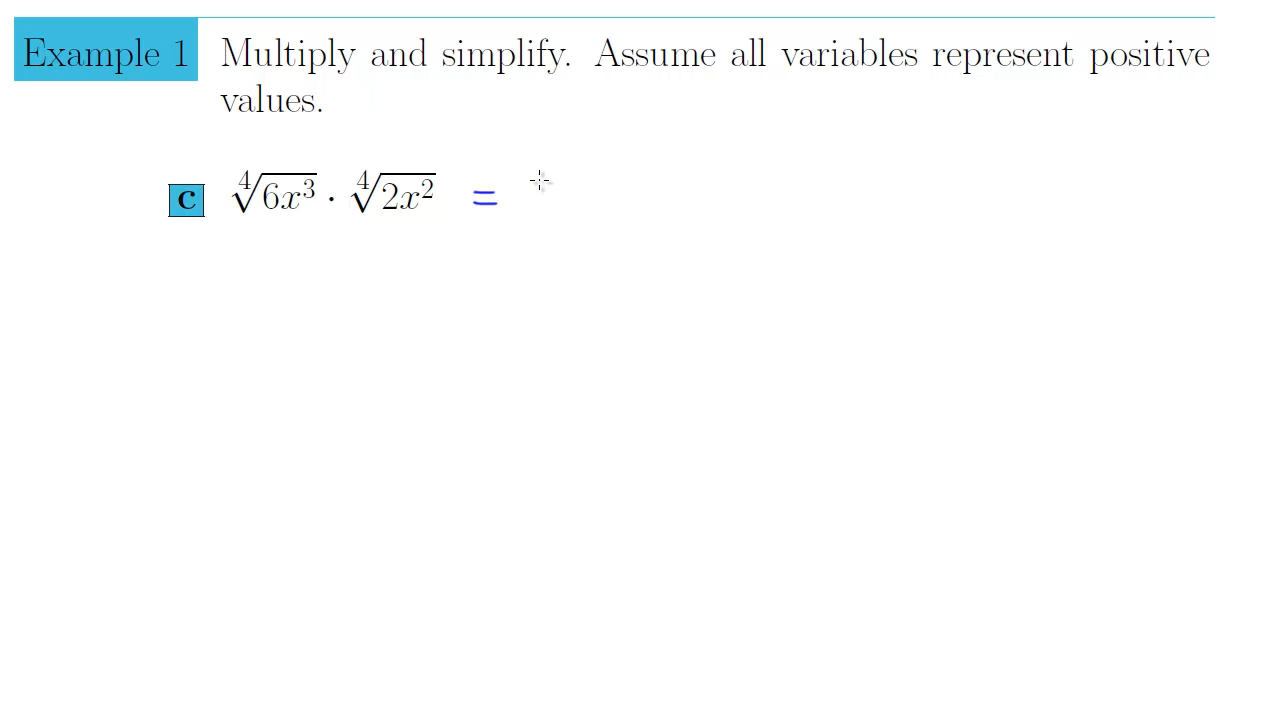 Example 1 Multiply and simplify. Assume all variables represent positive
values.
C ∜6x³ · ∜2x² =